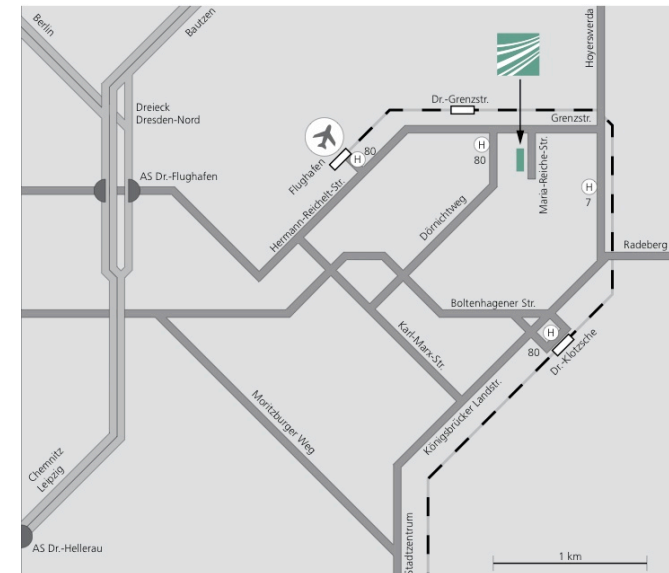 Berlin
Bautzen
Hoyerswerda
Dreieck
Dresden-Nord
Dr.-Grenzstr.
Grenzstr.
H
80
H
80
Flughafen
Maria-Reiche-Str.
AS Dr.-Flughafen
Hermann-Reichelt-Str.
Dörnichtweg
H
7
Radeberg
Boltenhagener Str.
H
80
Dr.-Klotzsche
Karl-Marx-Str.
Königsbrücker Landstr.
Moritzburger Weg
Chemnitz
Leipzig
AS Dr.-Hellerau
Stadtzentrum
1 km